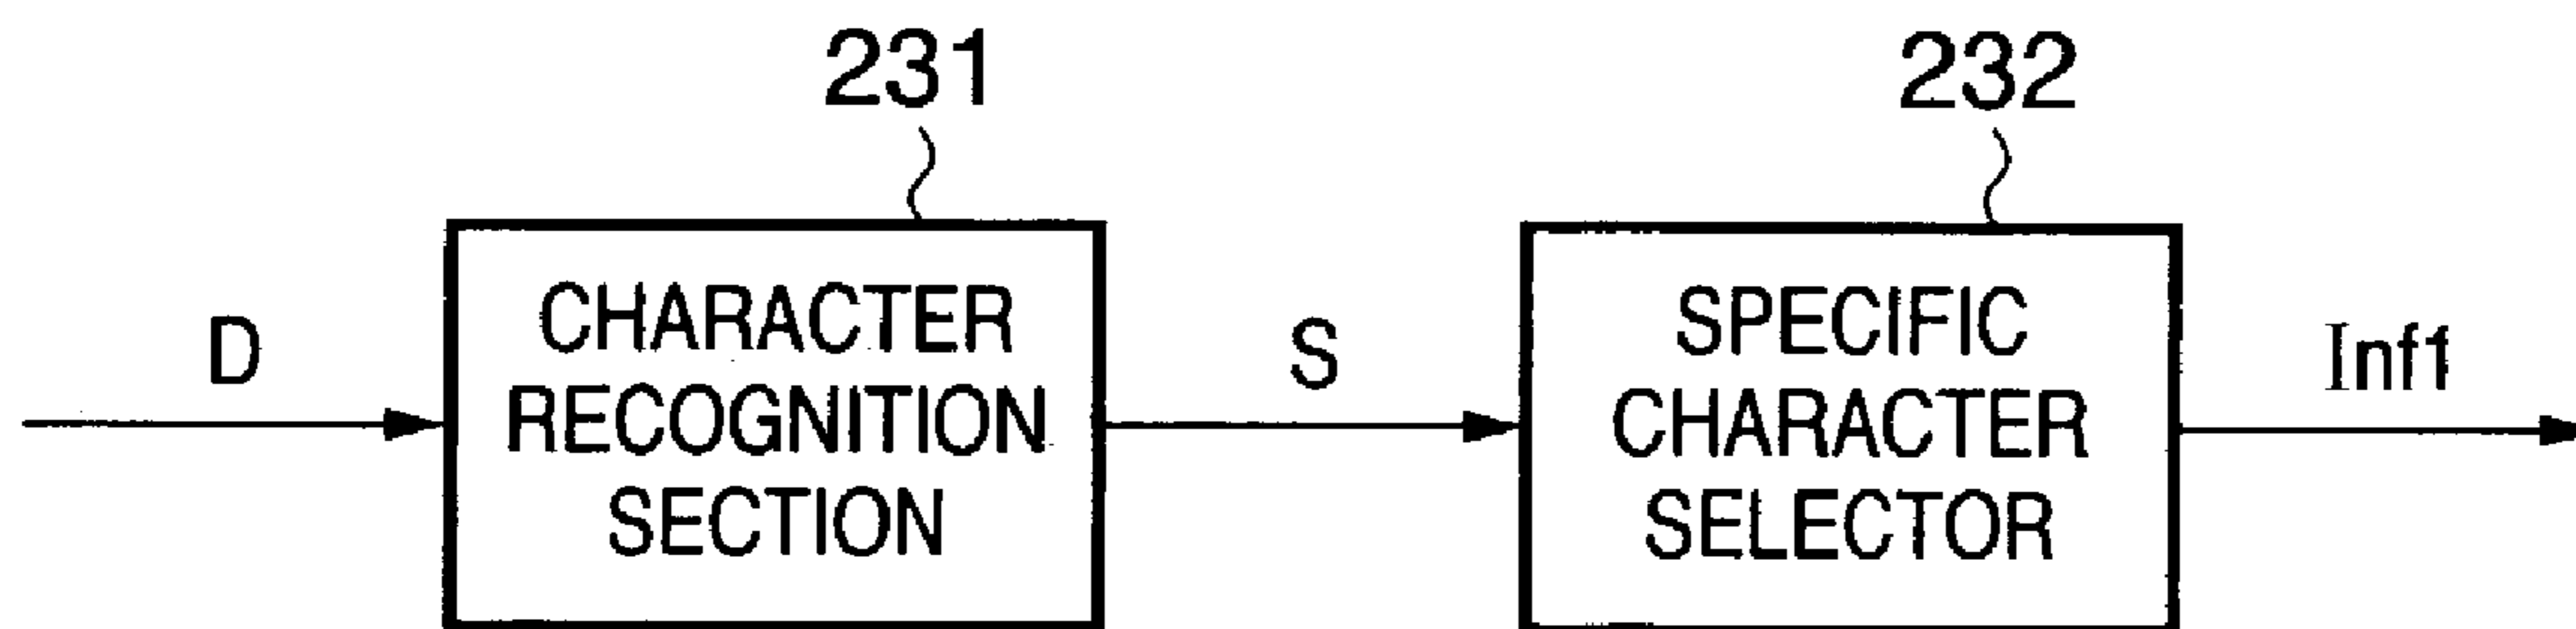 231
232
D
CHARACTER
RECOGNITION
SECTION
S
SPECIFIC
CHARACTER
SELECTOR
Inf1